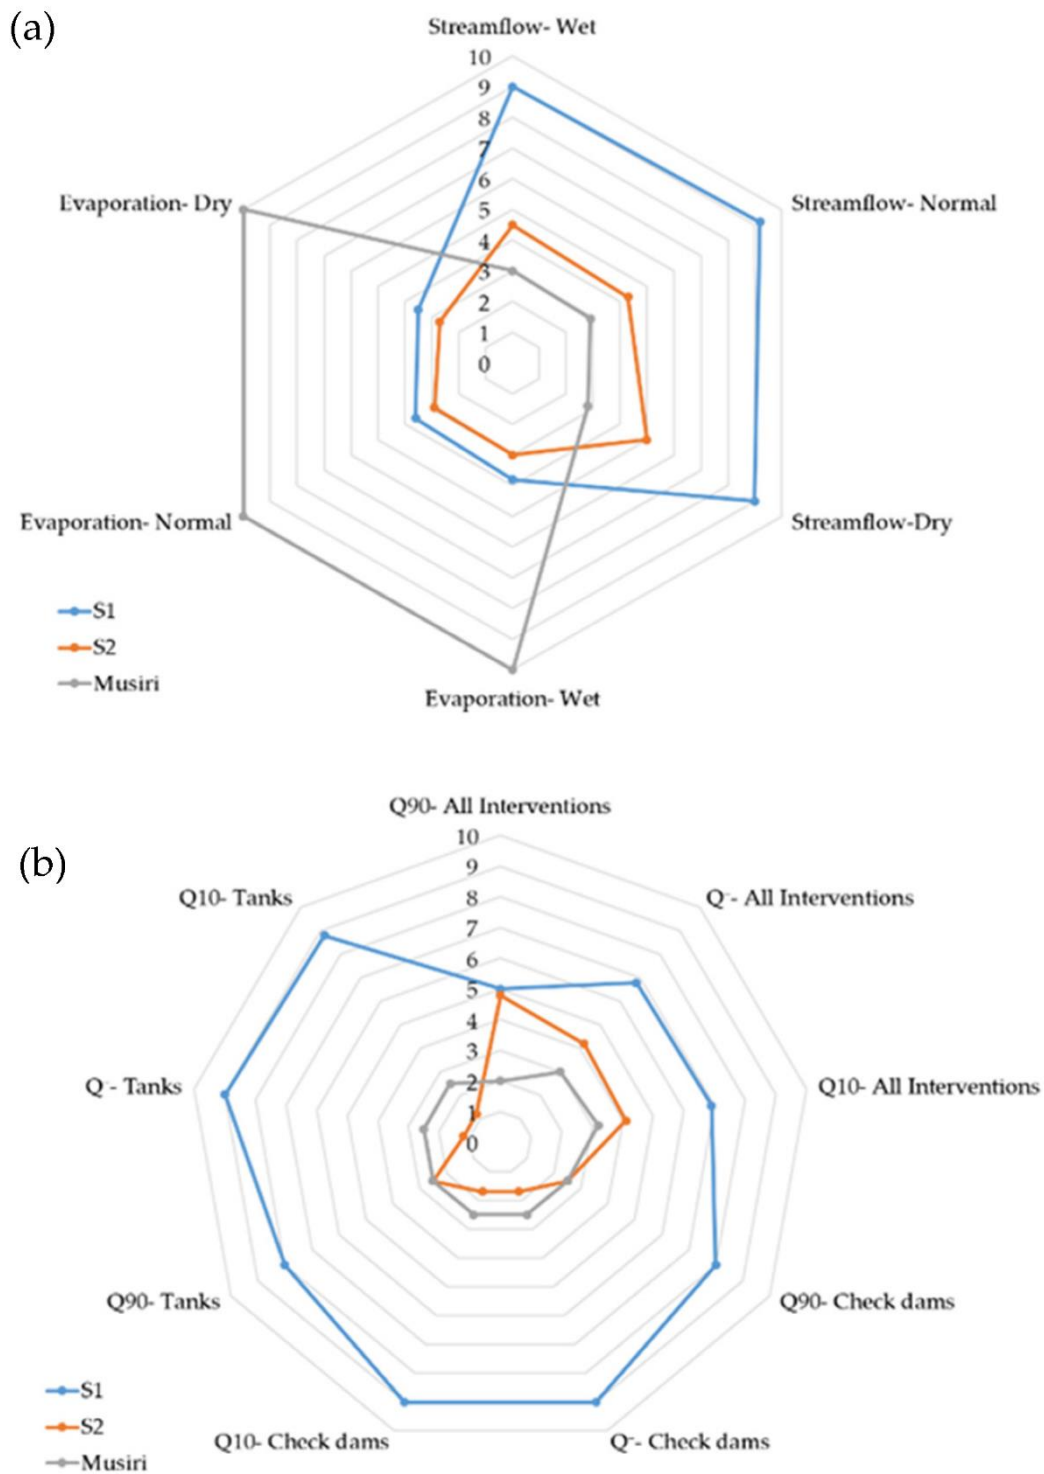 (a)
Streamflow- Wet
10
9
8
7
6
5
4
3
2
1
0
Evaporation- Dry
Streamflow- Normal
Evaporation- Normal
Streamflow-Dry
Evaporation- Wet
S1
S2
Musiri
(b)
Q90- All Interventions
10
9
8
7
6
5
4
3
2
1
0
Q10- Tanks
Q¯- All Interventions
Q¯- Tanks
Q10- All Interventions
Q90- Tanks
Q90- Check dams
Q10- Check dams
Q¯- Check dams
S1
S2
Musiri